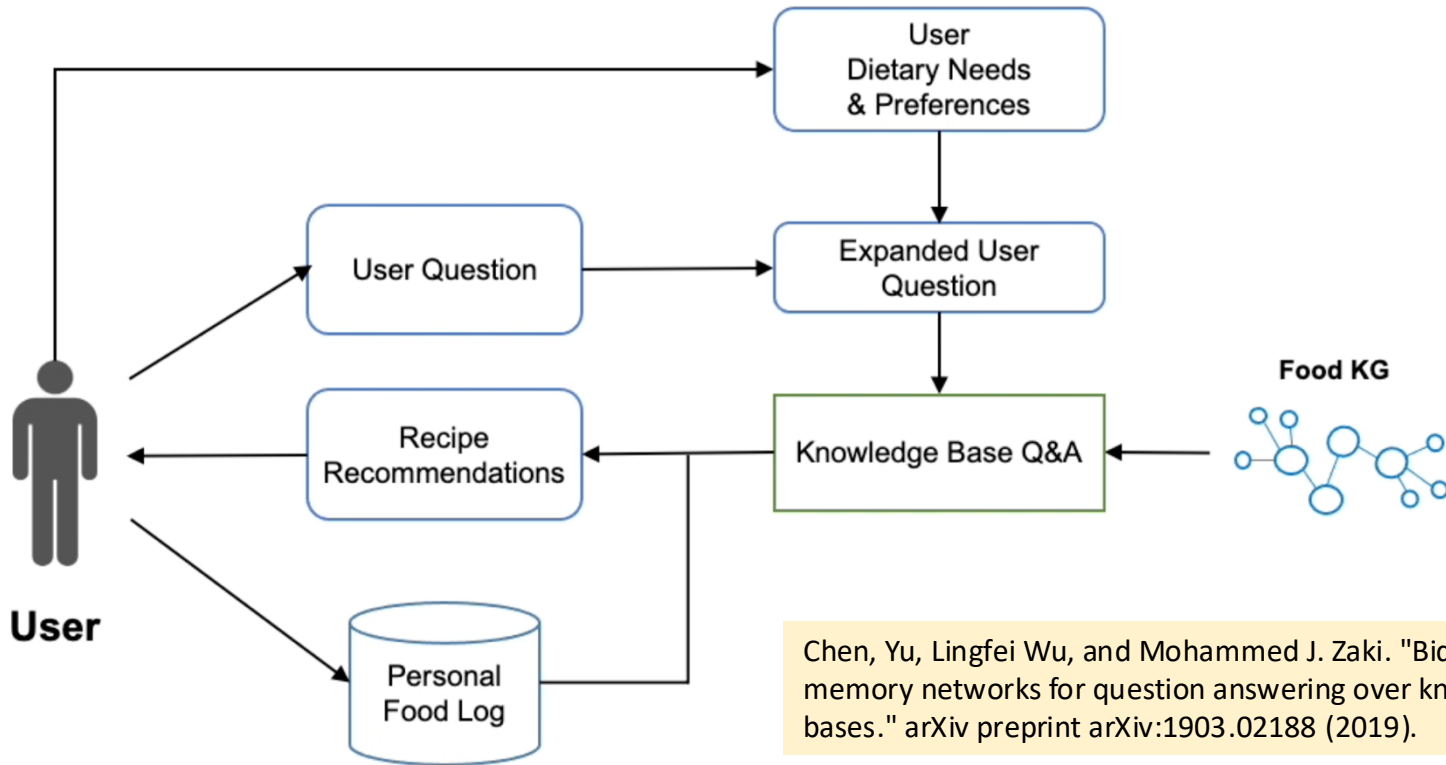 User
Dietary Needs
& Preferences
User Question
Expanded User
Question
Food KG
Recipe
Recommendations
Knowledge Base Q&A
User
Personal
Food Log
Chen, Yu, Lingfei Wu, and Mohammed J. Zaki. "Bid
memory networks for question answering over kn
bases." arXiv preprint arXiv:1903.02188 (2019).